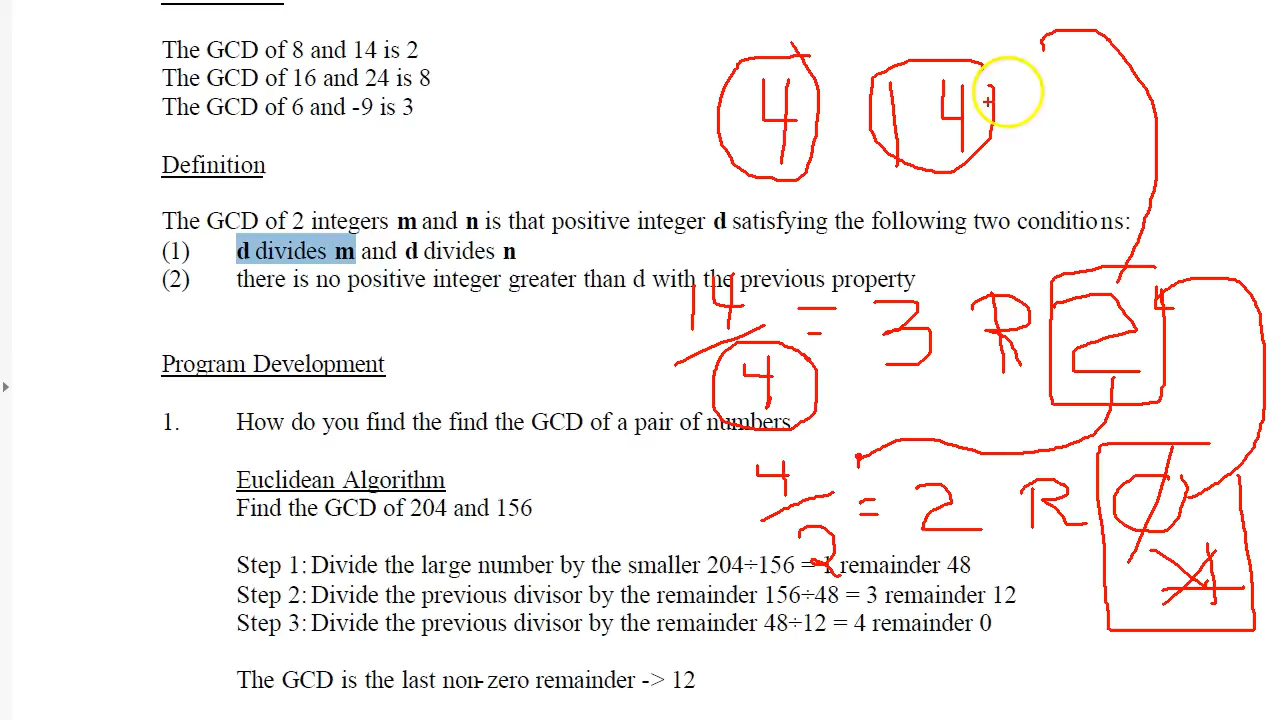 The GCD of 8 and 14 is 2
The GCD of 16 and 24 is 8
The GCD of 6 and -9 is 3
4 14
Definition
The GCD of 2 integers m and n is that positive integer d satisfying the following two conditions:
(1) d divides m and d divides n
(2) there is no positive integer greater than d with the previous property
14/4 = 3 R 2
4
Program Development
1. How do you find the find the GCD of a pair of numbers
4/2 = 2 R 0
Euclidean Algorithm
Find the GCD of 204 and 156
Step 1: Divide the large number by the smaller 204÷156 = 1 remainder 48
Step 2: Divide the previous divisor by the remainder 156÷48 = 3 remainder 12
Step 3: Divide the previous divisor by the remainder 48÷12 = 4 remainder 0
The GCD is the last non-zero remainder -> 12